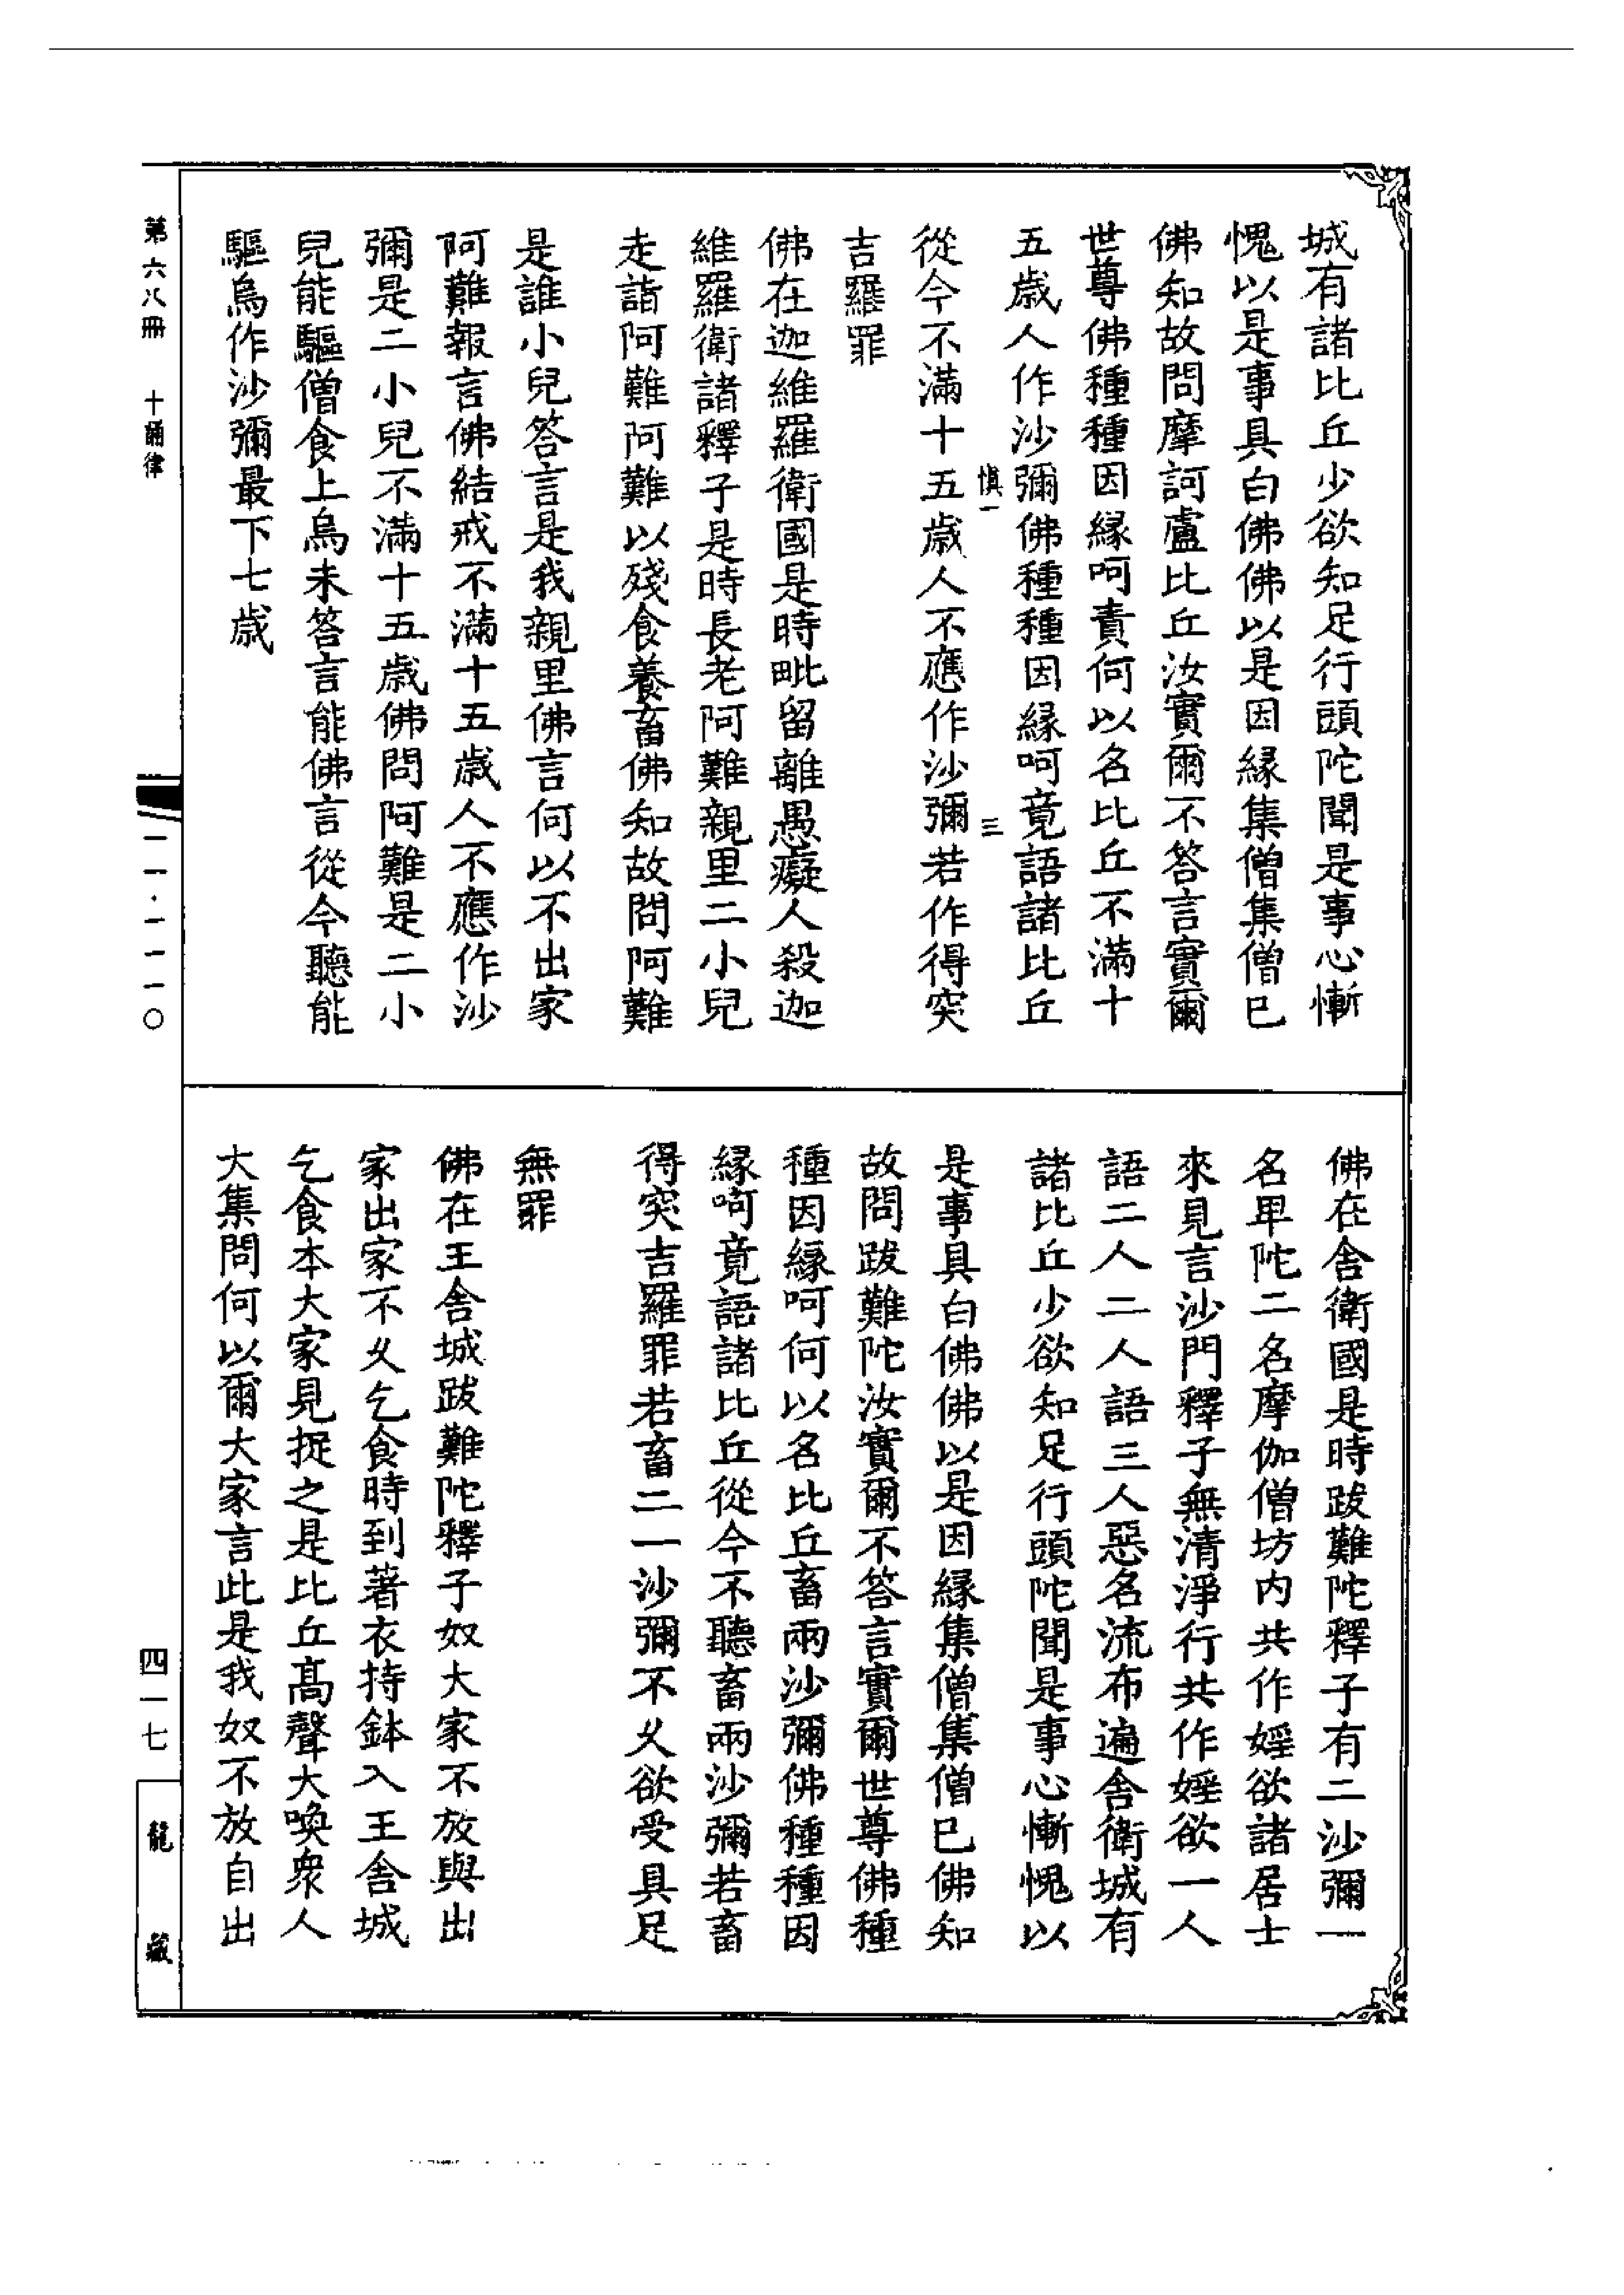 城有諸比丘少欲知足行頭陀聞是事心慚
愧以是事具白佛佛以是因緣集僧集僧已
佛知故問摩訶盧比丘汝實爾不答言實爾
世尊佛種種因緣呵責何以名比丘不滿十
五歲人作沙彌佛種種因緣呵竟語諸比丘
慎一 三
從今不滿十五歲人不應作沙彌若作得突
吉羅罪
佛在迦維羅衛國是時毗留離愚癡人殺迦
維羅衛諸釋子是時長老阿難親里二小兒
走詣阿難阿難以殘食養畜佛知故問阿難
是誰小兒答言是我親里佛言何以不出家
阿難報言佛結戒不滿十五歲人不應作沙
彌是二小兒不滿十五歲佛問阿難是二小
兒能驅僧食上烏未答言能佛言從今聽能
驅烏作沙彌最下七歲
佛在舍衛國是時跋難陀釋子有二沙彌一
名卑陀二名摩伽僧坊内共作婬欲諸居士
來見言沙門釋子無清淨行共作婬欲一人
語二人二人語三人惡名流布遍舍衛城有
諸比丘少欲知足行頭陀聞是事心慚愧以
是事具白佛佛以是因緣集僧集僧已佛知
故問跋難陀汝實爾不答言實爾世尊佛種
種因緣呵何以名比丘畜兩沙彌佛種種因
緣呵竟語諸比丘從今不聽畜兩沙彌若畜
得突吉羅罪若畜二一沙彌不久欲受具足
無罪
佛在王舍城跋難陀釋子奴大家不放與出
家出家不久乞食時到著衣持鉢入王舍城
乞食本大家見捉之是比丘高聲大喚衆人
大集問何以爾大家言此是我奴不放自出
第六八冊 十誦律
一一·一一一〇
四一七
龍藏